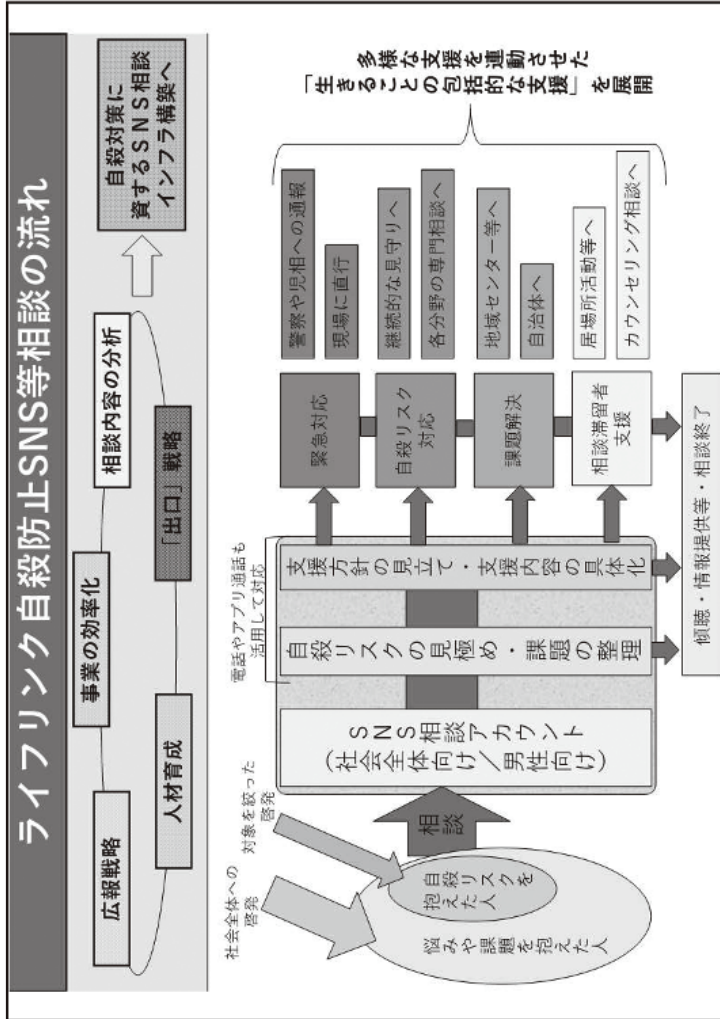 ライフリンク自殺防止SNS等相談の流れ
広報戦略
事業の効率化
相談内容の分析
人材育成
「出口」戦略
自殺対策に
資するSNS相談
インフラ構築へ
社会全体への
啓発
対象を絞った
啓発
悩みや課題を抱えた人
自殺リスクを
抱えた人
相談
電話やアプリ通話も
活用して対応
SNS相談アカウント
(社会全体向け/男性向け)
自殺リスクの見極め・課題の整理
支援方針の見立て・支援内容の具体化
緊急対応
警察や児相への通報
現場に直行
自殺リスク
対応
継続的な見守りへ
各分野の専門相談へ
課題解決
地域センター等へ
自治体へ
相談滞留者
支援
居場所活動等へ
カウンセリング相談へ
傾聴・情報提供等・相談終了
多様な支援を連動させた
「生きることの包括的な支援」を展開